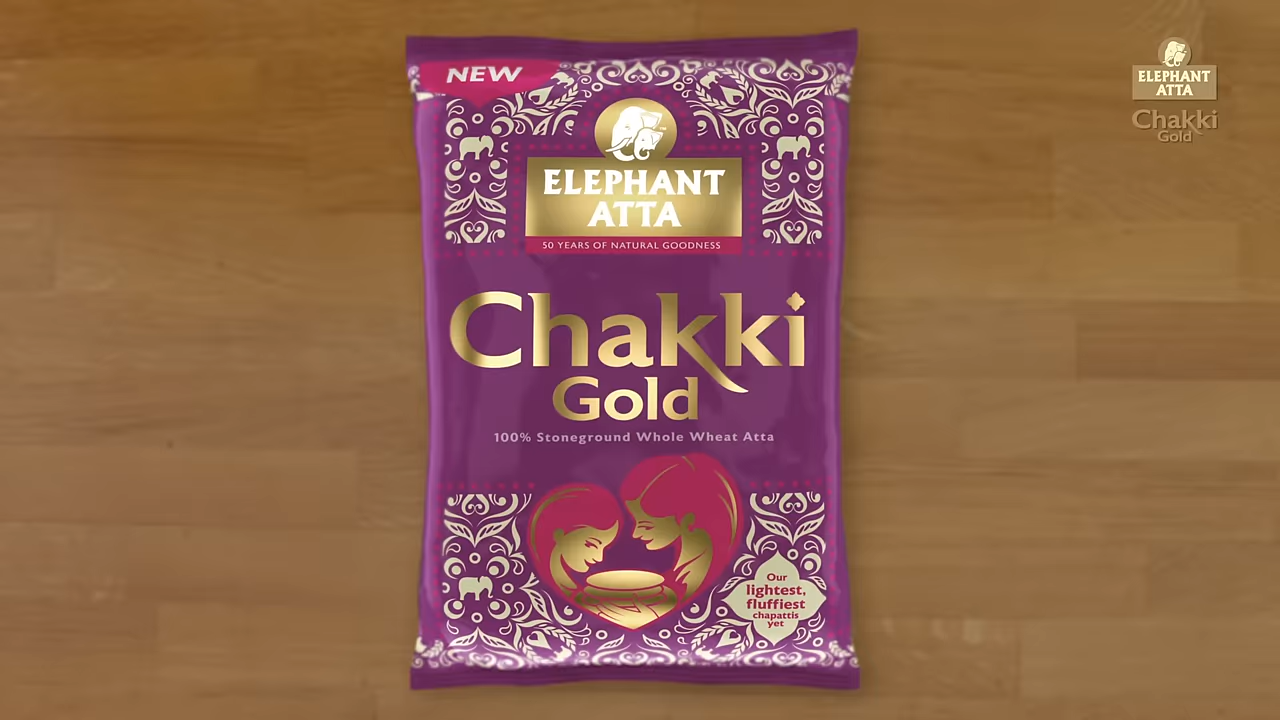 NEW
ELEPHANT
ATTA
50 YEARS OF NATURAL GOODNESS
Chakki
Gold
100% Stoneground Whole Wheat Atta
Our
lightest,
fluffiest
chapattis
yet
ELEPHANT
ATTA
Chakki
Gold